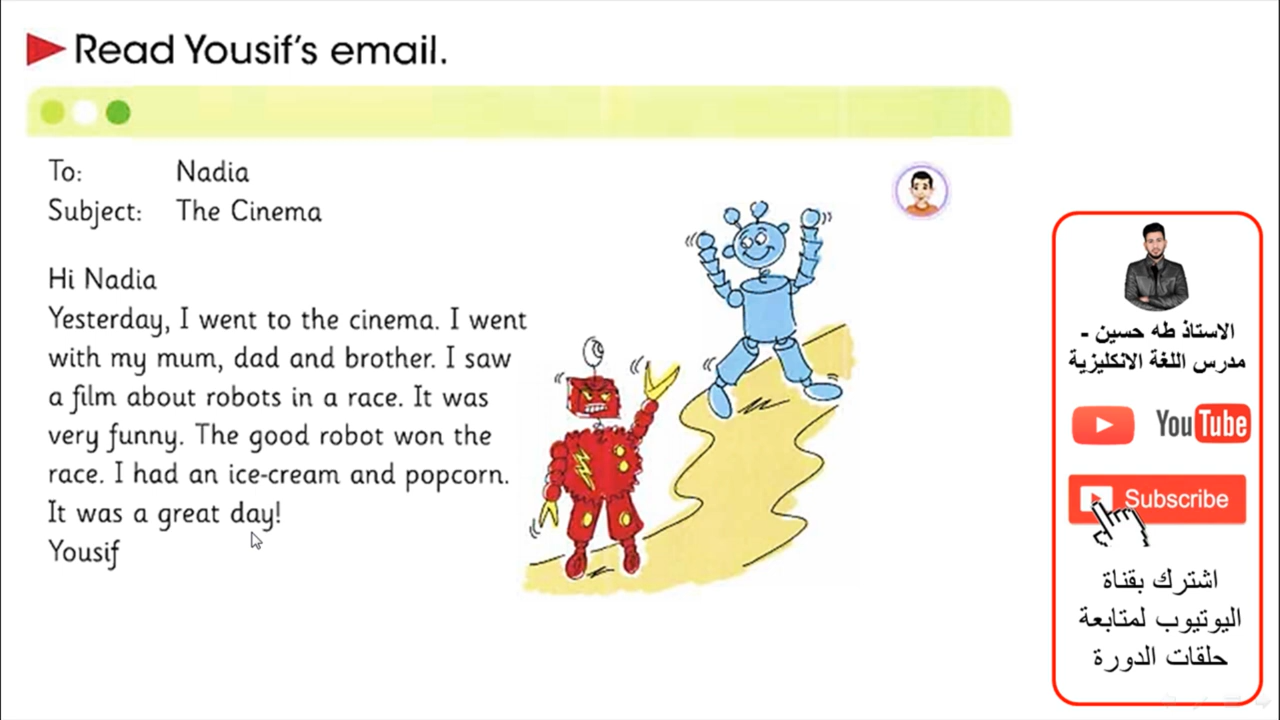 Read Yousif's email.
To: Nadia
Subject: The Cinema
Hi Nadia
Yesterday, I went to the cinema. I went
with my mum, dad and brother. I saw
a film about robots in a race. It was
very funny. The good robot won the
race. I had an ice-cream and popcorn.
It was a great day!
Yousif
الاستاذ طه حسين -
مدرس اللغة الانكليزية
YouTube
Subscribe
اشترك بقناة
اليوتيوب لمتابعة
حلقات الدورة